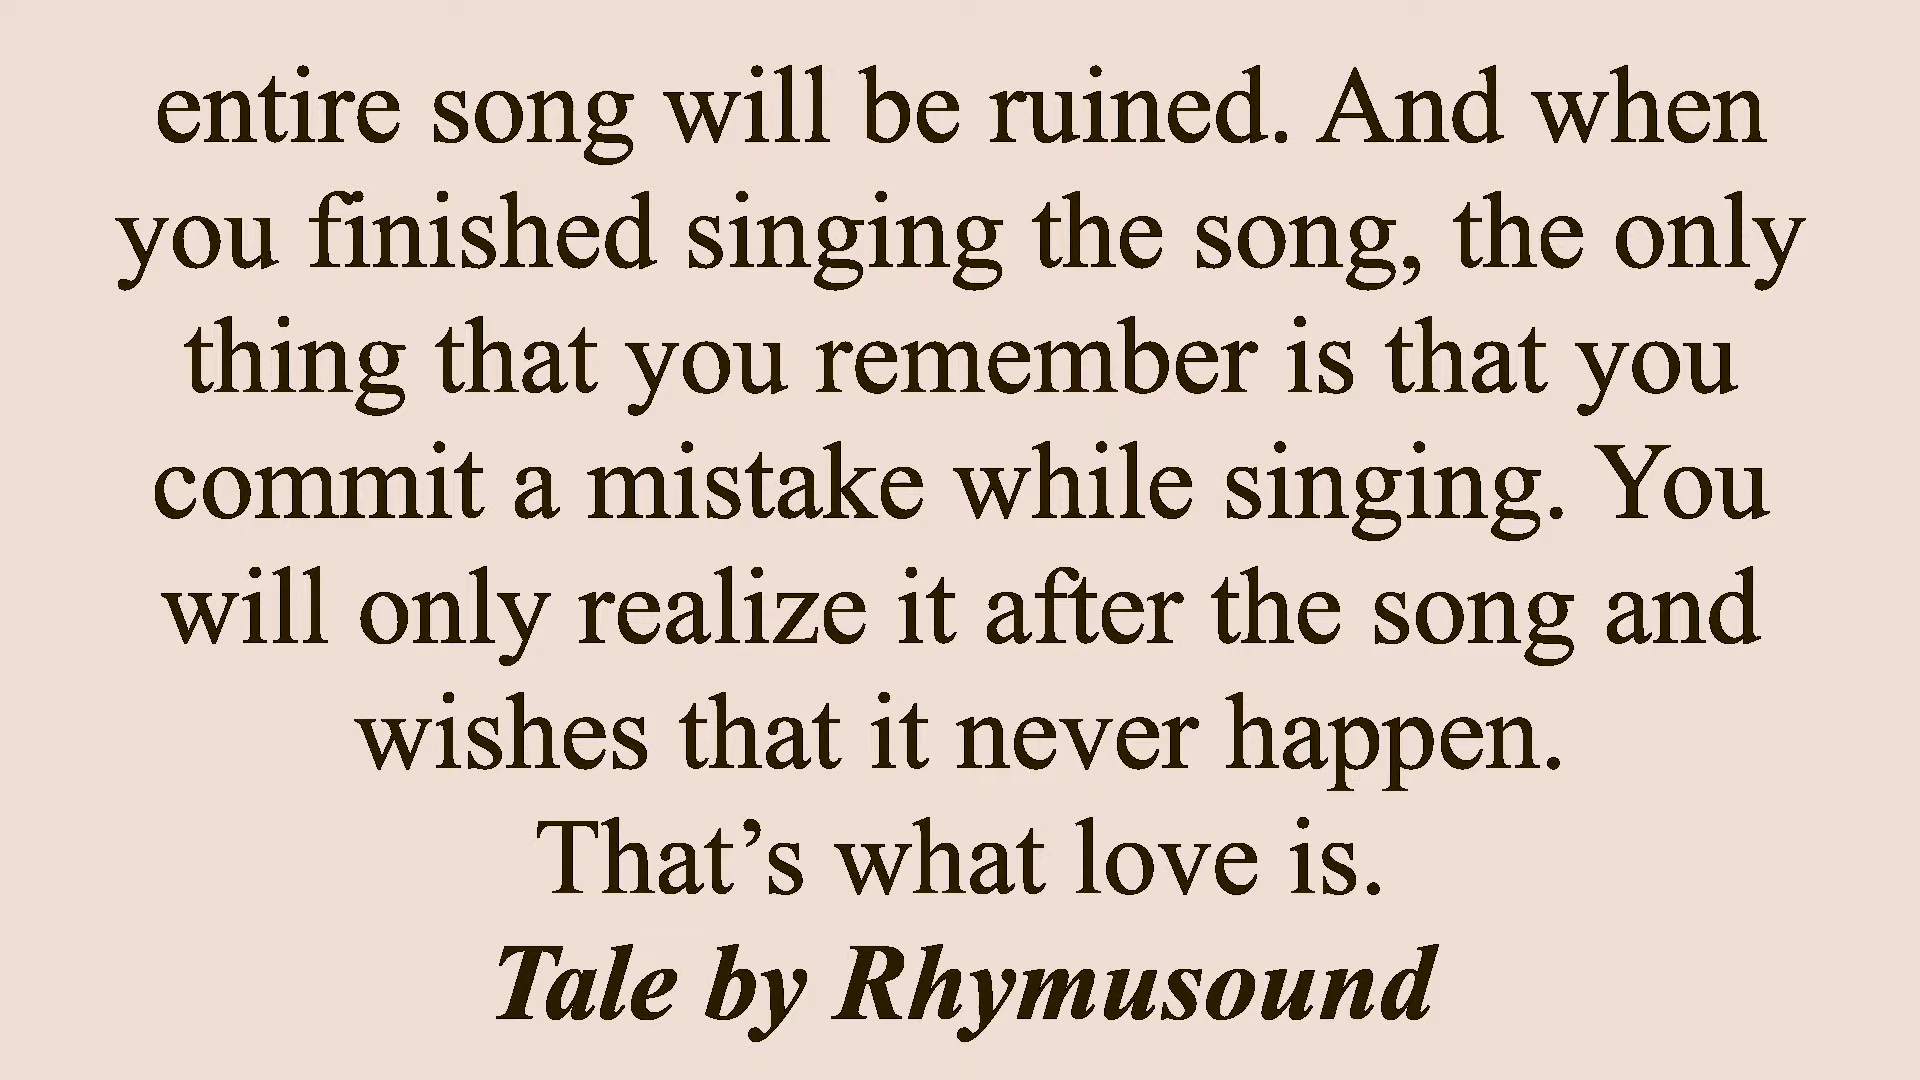 entire song will be ruined. And when
you finished singing the song, the only
thing that you remember is that you
commit a mistake while singing. You
will only realize it after the song and
wishes that it never happen.
That’s what love is.
Tale by Rhymusound